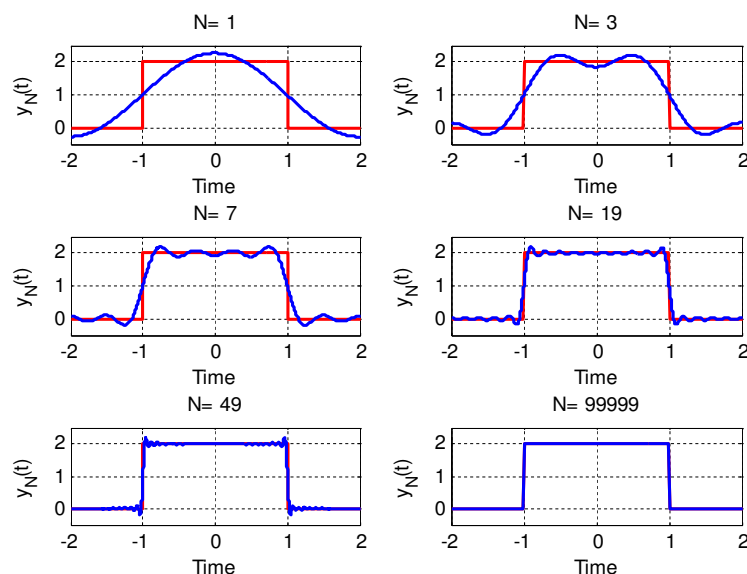 N= 1
y_N(t)
2
1
0
-2 -1 0 1 2
Time
N= 3
y_N(t)
2
1
0
-2 -1 0 1 2
Time
N= 7
y_N(t)
2
1
0
-2 -1 0 1 2
Time
N= 19
y_N(t)
2
1
0
-2 -1 0 1 2
Time
N= 49
y_N(t)
2
1
0
-2 -1 0 1 2
Time
N= 99999
y_N(t)
2
1
0
-2 -1 0 1 2
Time